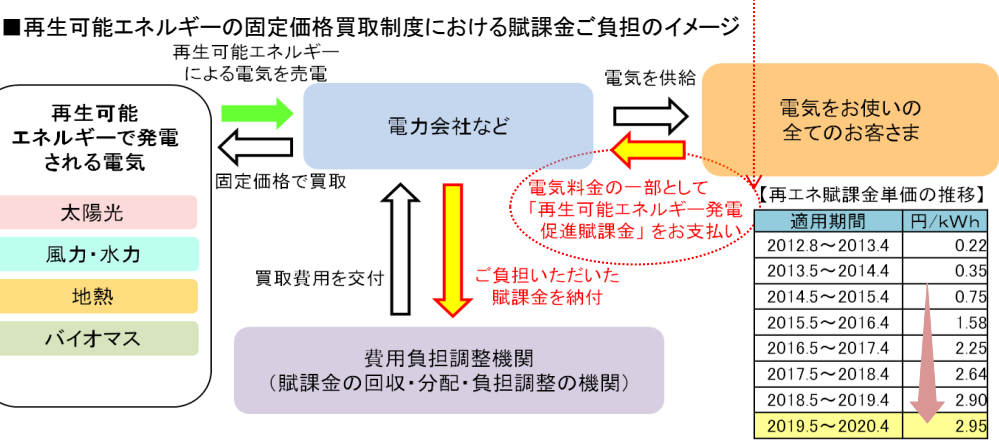 ■再生可能エネルギーの固定価格買取制度における賦課金ご負担のイメージ
再生可能エネルギー
による電気を売電
再生可能
エネルギーで発電
される電気
太陽光
風力・水力
地熱
バイオマス
固定価格で買取
電力会社など
電気を供給
電気をお使いの
全てのお客さま
電気料金の一部として
「再生可能エネルギー発電
促進賦課金」をお支払い
買取費用を交付
ご負担いただいた
賦課金を納付
費用負担調整機関
（賦課金の回収・分配・負担調整の機関）
【再エネ賦課金単価の推移】
適用期間 円/kWh
2012.8～2013.4 0.22
2013.5～2014.4 0.35
2014.5～2015.4 0.75
2015.5～2016.4 1.58
2016.5～2017.4 2.25
2017.5～2018.4 2.64
2018.5～2019.4 2.90
2019.5～2020.4 2.95